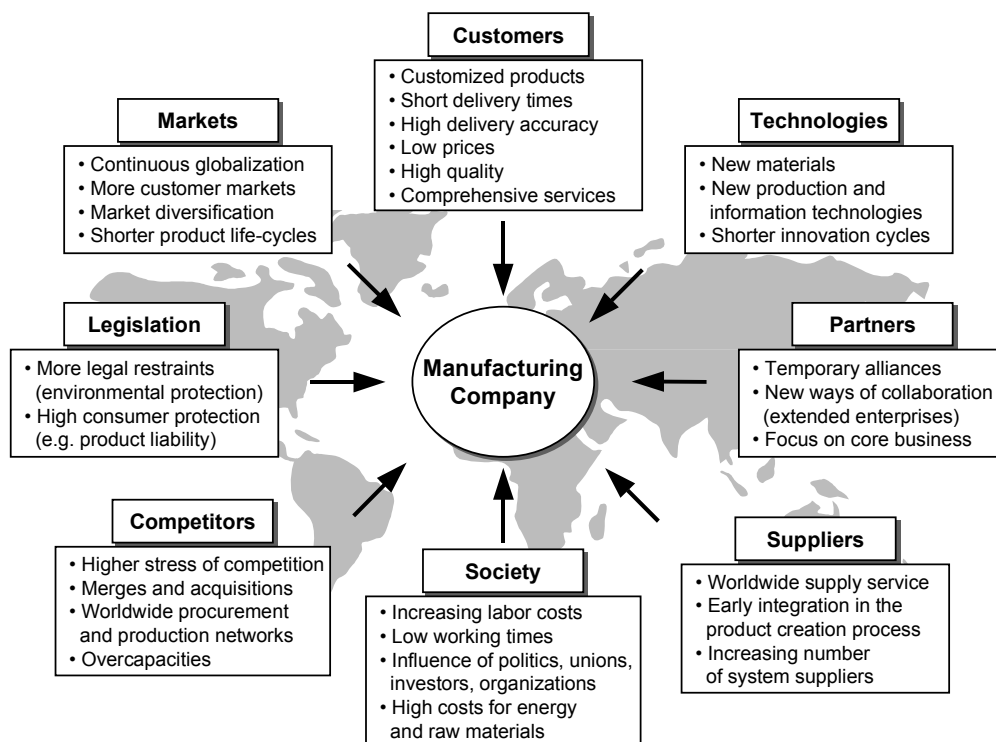 Customers
• Customized products
• Short delivery times
• High delivery accuracy
• Low prices
• High quality
• Comprehensive services
Markets
• Continuous globalization
• More customer markets
• Market diversification
• Shorter product life-cycles
Technologies
• New materials
• New production and
information technologies
• Shorter innovation cycles
Legislation
• More legal restraints
(environmental protection)
• High consumer protection
(e.g. product liability)
Manufacturing
Company
Partners
• Temporary alliances
• New ways of collaboration
(extended enterprises)
• Focus on core business
Competitors
• Higher stress of competition
• Merges and acquisitions
• Worldwide procurement
and production networks
• Overcapacities
Society
• Increasing labor costs
• Low working times
• Influence of politics, unions,
investors, organizations
• High costs for energy
and raw materials
Suppliers
• Worldwide supply service
• Early integration in the
product creation process
• Increasing number
of system suppliers